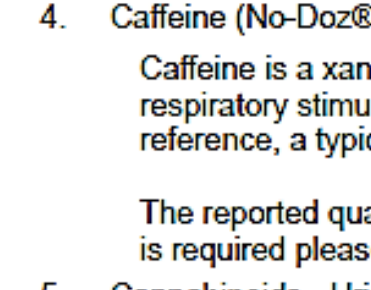 4. Caffeine (No-Doz®
Caffeine is a xan
respiratory stimu
reference, a typic
The reported qua
is required pleas